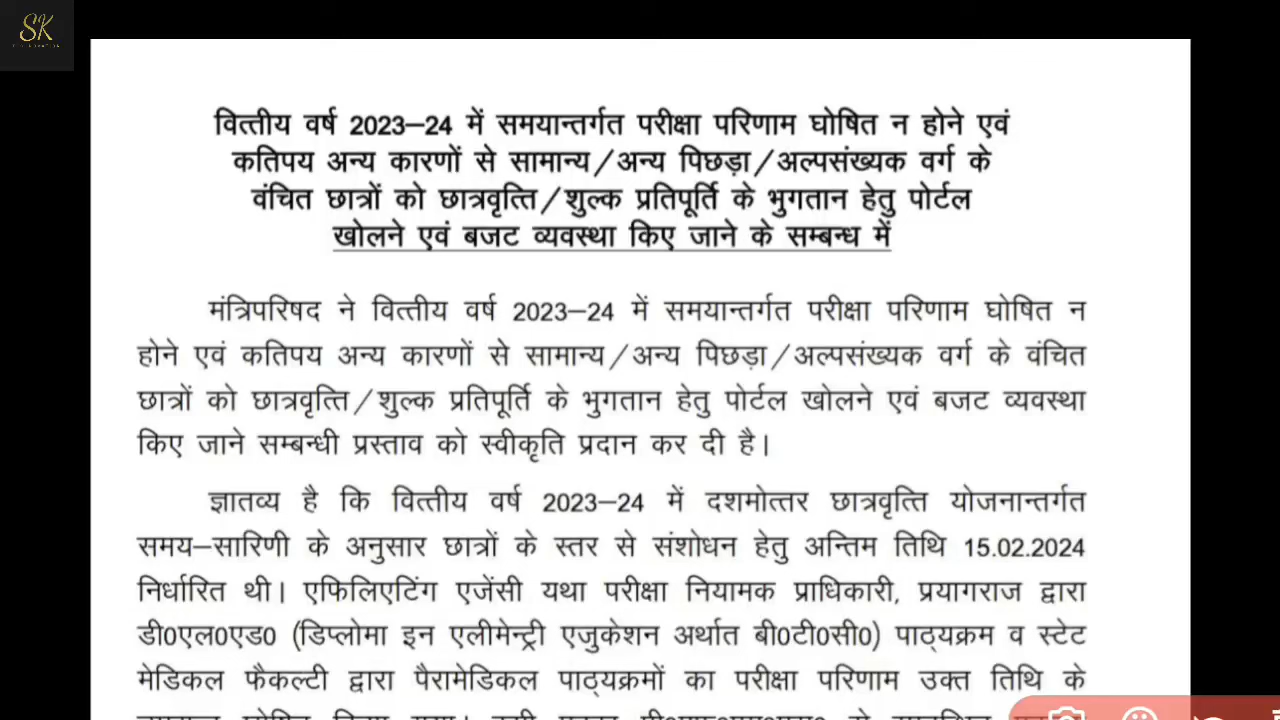 SK
वित्तीय वर्ष 2023–24 में समयान्तर्गत परीक्षा परिणाम घोषित न होने एवं
कतिपय अन्य कारणों से सामान्य/अन्य पिछड़ा/अल्पसंख्यक वर्ग के
वंचित छात्रों को छात्रवृत्ति/शुल्क प्रतिपूर्ति के भुगतान हेतु पोर्टल
खोलने एवं बजट व्यवस्था किए जाने के सम्बन्ध में
मंत्रिपरिषद ने वित्तीय वर्ष 2023–24 में समयान्तर्गत परीक्षा परिणाम घोषित न
होने एवं कतिपय अन्य कारणों से सामान्य/अन्य पिछड़ा/अल्पसंख्यक वर्ग के वंचित
छात्रों को छात्रवृत्ति/शुल्क प्रतिपूर्ति के भुगतान हेतु पोर्टल खोलने एवं बजट व्यवस्था
किए जाने सम्बन्धी प्रस्ताव को स्वीकृति प्रदान कर दी है।
ज्ञातव्य है कि वित्तीय वर्ष 2023–24 में दशमोत्तर छात्रवृत्ति योजनान्तर्गत
समय–सारिणी के अनुसार छात्रों के स्तर से संशोधन हेतु अन्तिम तिथि 15.02.2024
निर्धारित थी। एफिलिएटिंग एजेंसी यथा परीक्षा नियामक प्राधिकारी, प्रयागराज द्वारा
डी0एल0एड0 (डिप्लोमा इन एलीमेन्ट्री एजुकेशन अर्थात बी0टी0सी0) पाठ्यक्रम व स्टेट
मेडिकल फैकल्टी द्वारा पैरामेडिकल पाठ्यक्रमों का परीक्षा परिणाम उक्त तिथि के